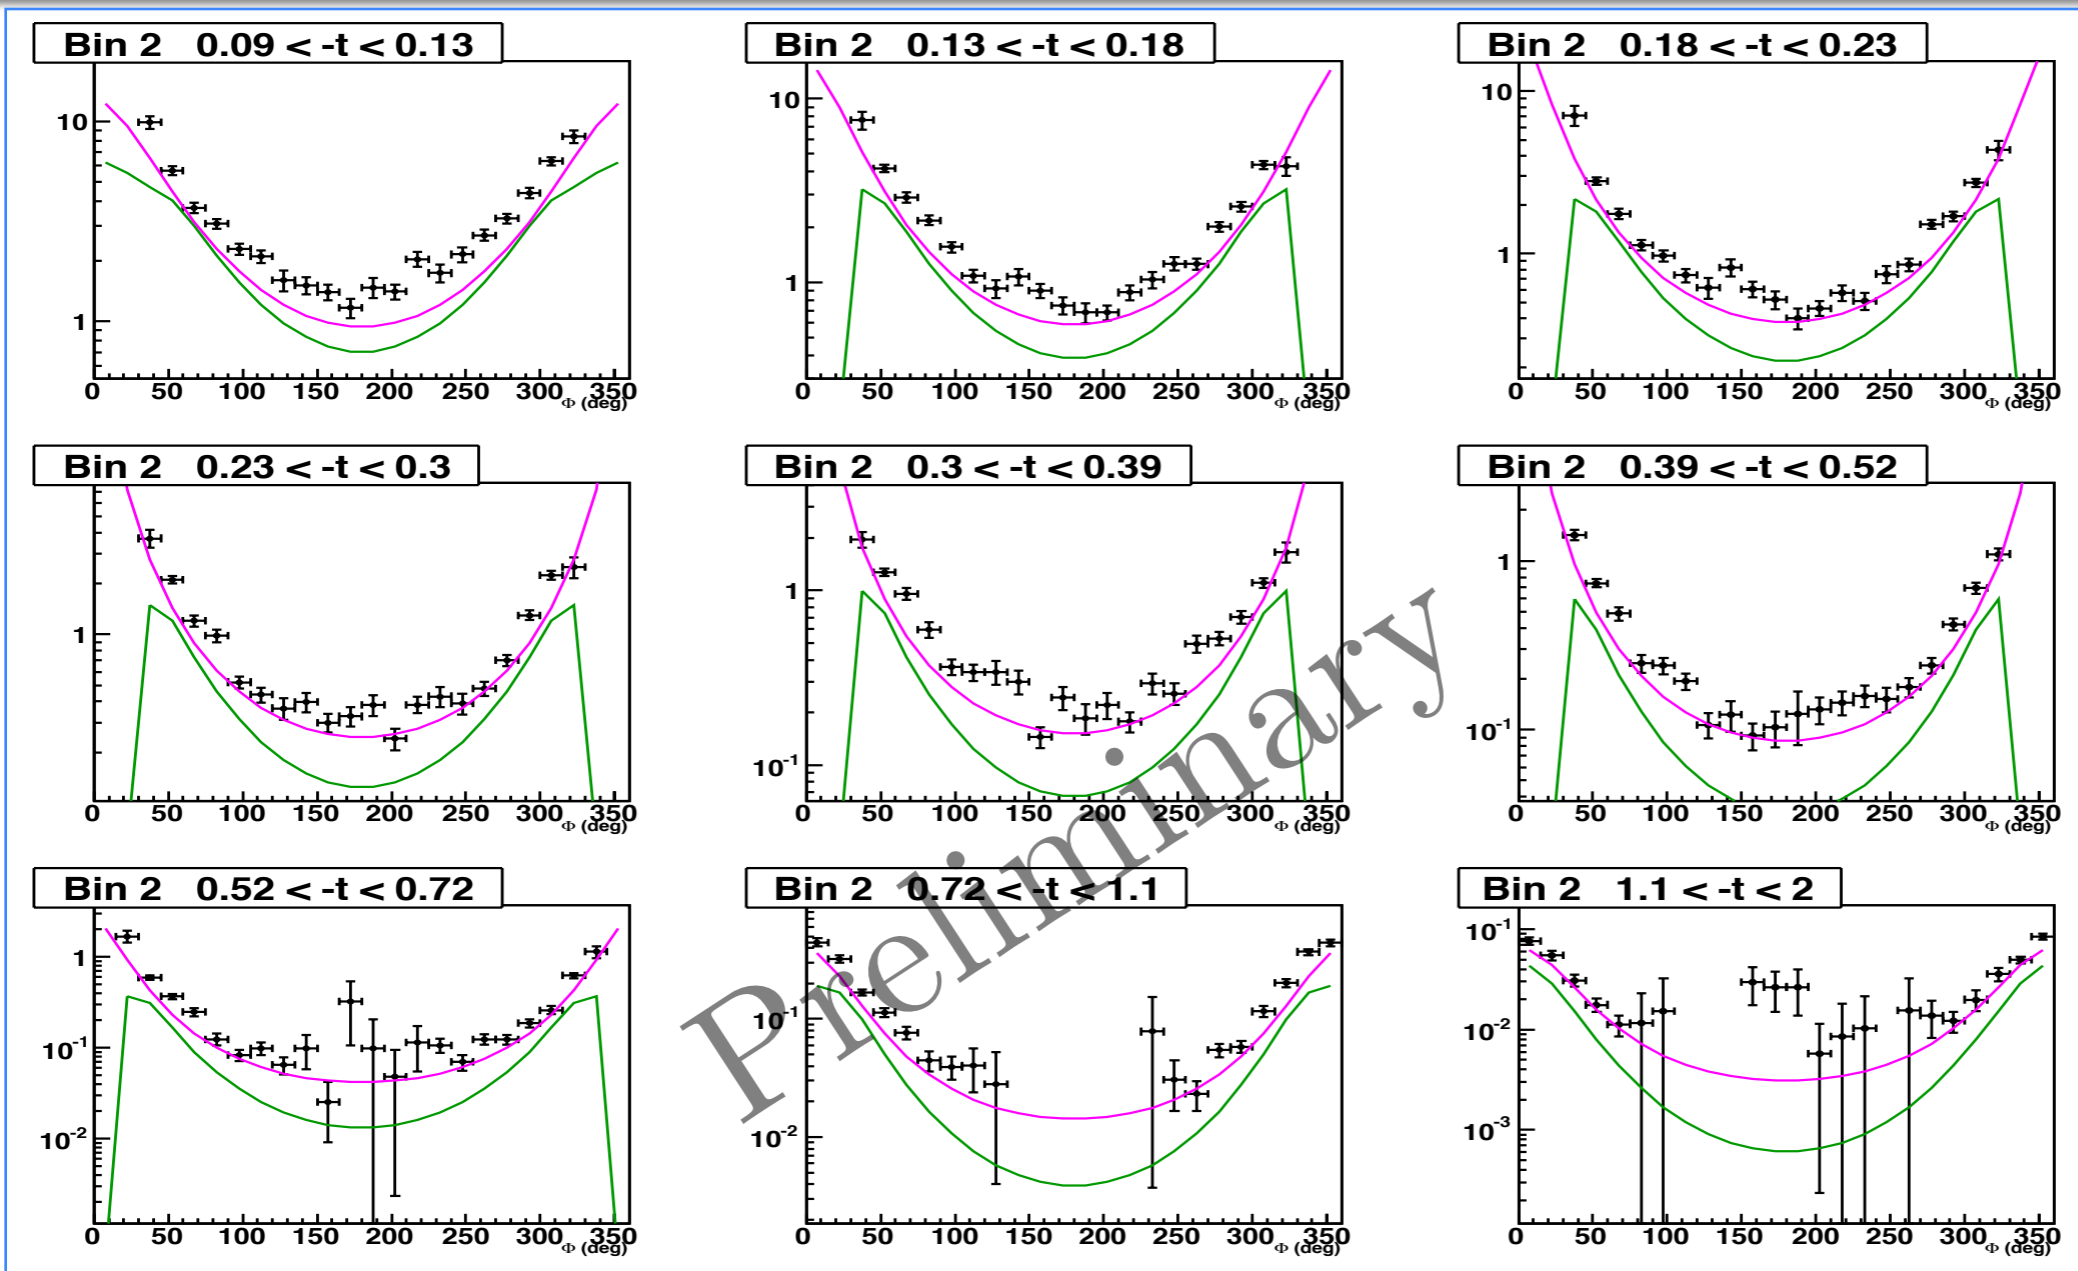 Bin 2 0.09 < -t < 0.13
10
1
0 50 100 150 200 250 300 350
Φ (deg)
Bin 2 0.13 < -t < 0.18
10
1
0 50 100 150 200 250 300 350
Φ (deg)
Bin 2 0.18 < -t < 0.23
10
1
0 50 100 150 200 250 300 350
Φ (deg)
Bin 2 0.23 < -t < 0.3
1
0 50 100 150 200 250 300 350
Φ (deg)
Bin 2 0.3 < -t < 0.39
1
10^-1
0 50 100 150 200 250 300 350
Φ (deg)
Bin 2 0.39 < -t < 0.52
1
10^-1
0 50 100 150 200 250 300 350
Φ (deg)
Bin 2 0.52 < -t < 0.72
1
10^-1
10^-2
0 50 100 150 200 250 300 350
Φ (deg)
Bin 2 0.72 < -t < 1.1
10^-1
10^-2
0 50 100 150 200 250 300 350
Φ (deg)
Bin 2 1.1 < -t < 2
10^-1
10^-2
10^-3
0 50 100 150 200 250 300 350
Φ (deg)
Preliminary